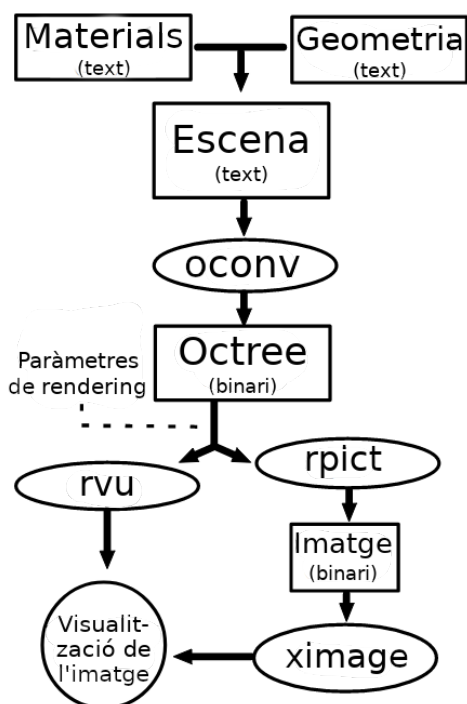 Materials
(text)
Geometria
(text)
Escena
(text)
oconv
Octree
(binari)
Paràmetres
de rendering
rvu
rpict
Imatge
(binari)
Visualit-
zació de
l'imatge
ximage